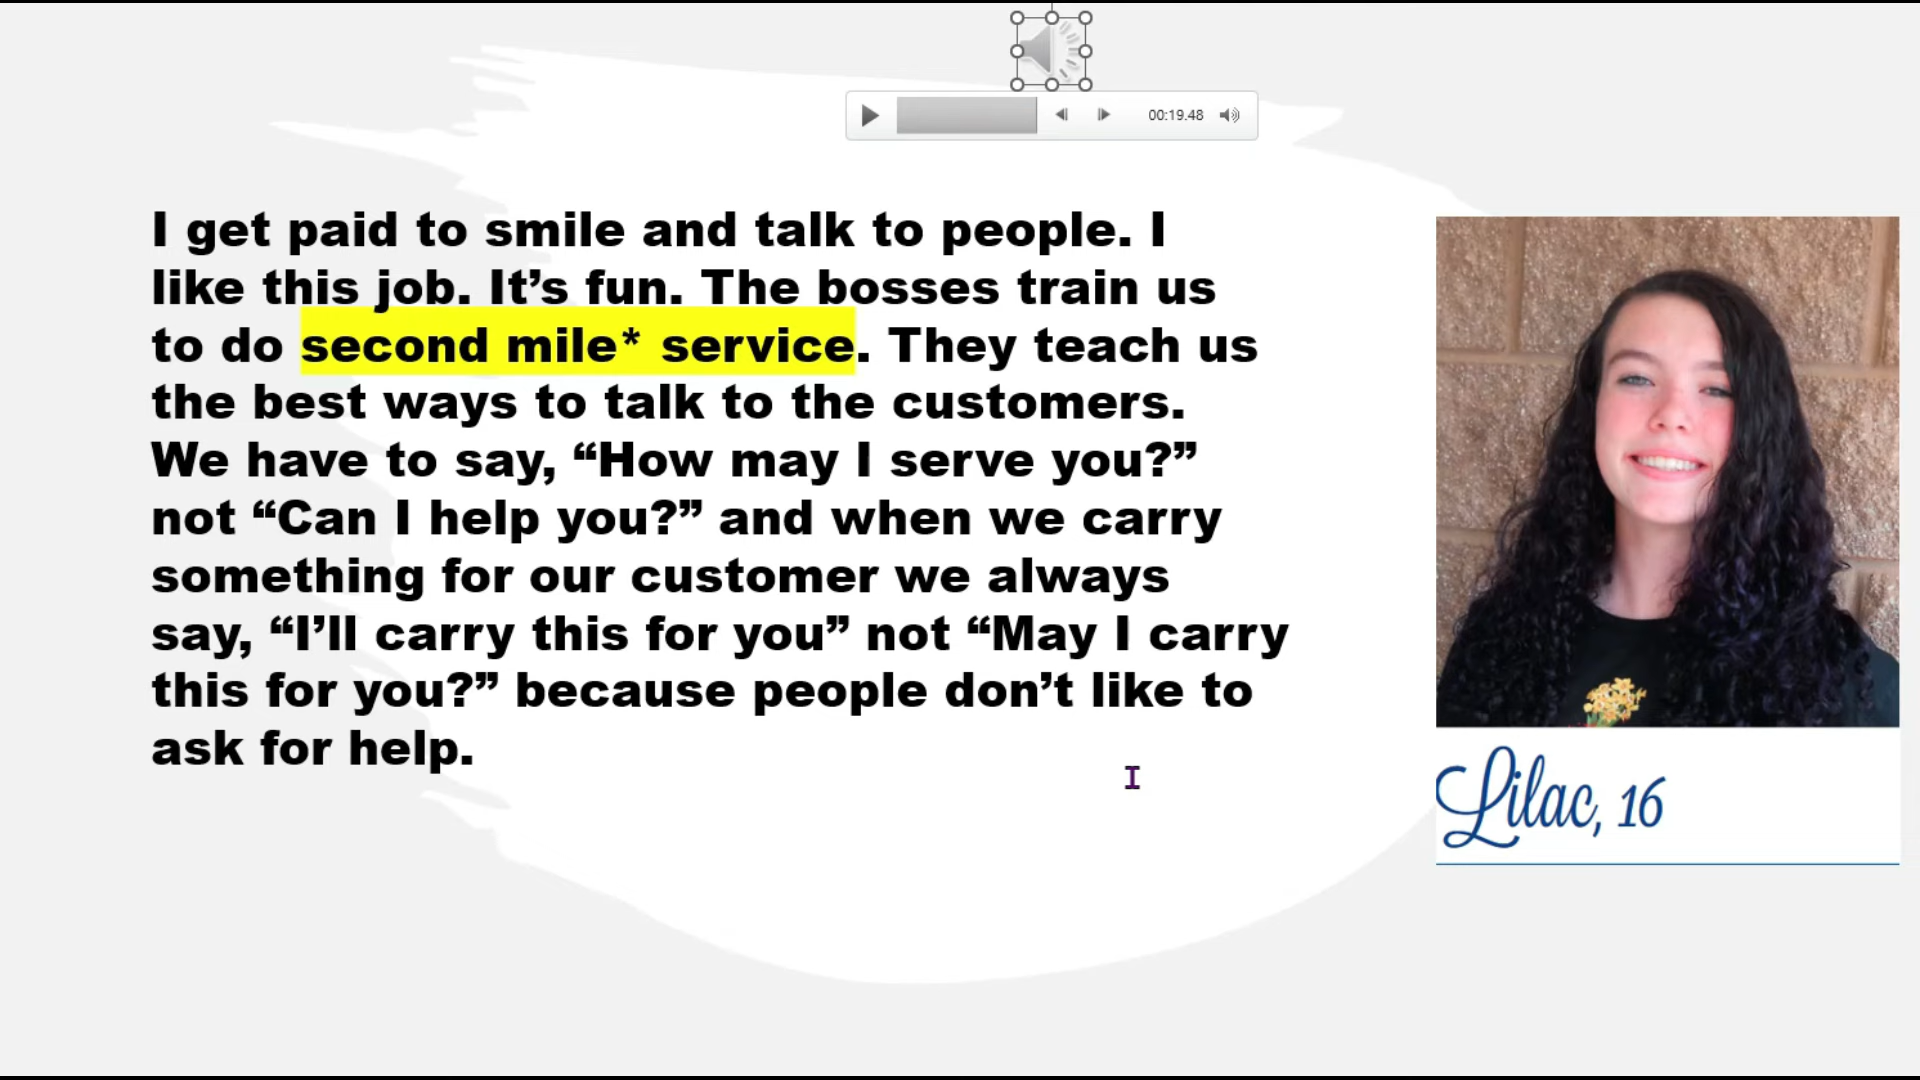 00:19.48
I get paid to smile and talk to people. I
like this job. It’s fun. The bosses train us
to do second mile* service. They teach us
the best ways to talk to the customers.
We have to say, “How may I serve you?”
not “Can I help you?” and when we carry
something for our customer we always
say, “I’ll carry this for you” not “May I carry
this for you?” because people don’t like to
ask for help.
Lilac, 16